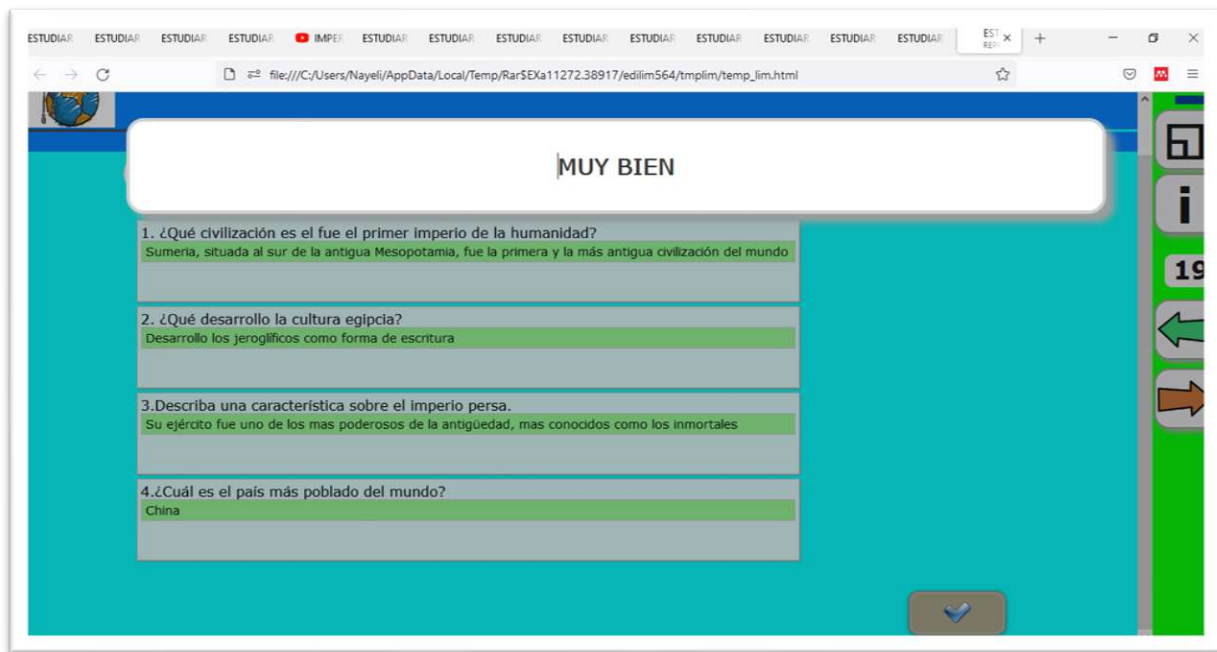 ESTUDIAR ESTUDIAR ESTUDIAR ESTUDIAR IMPER ESTUDIAR ESTUDIAR ESTUDIAR ESTUDIAR ESTUDIAR ESTUDIAR ESTUDIAR ESTUDIAR ESTUDIAR EST
file:///C:/Users/Nayeli/AppData/Local/Temp/Rar$EXa11272.38917/edilim564/tmplim/temp_lim.html
MUY BIEN
1. ¿Qué civilización es el fue el primer imperio de la humanidad?
Sumeria, situada al sur de la antigua Mesopotamia, fue la primera y la más antigua civilización del mundo
2. ¿Qué desarrollo la cultura egipcia?
Desarrollo los jeroglíficos como forma de escritura
3.Describa una característica sobre el imperio persa.
Su ejército fue uno de los mas poderosos de la antigüedad, mas conocidos como los inmortales
4.¿Cuál es el país más poblado del mundo?
China
i
19